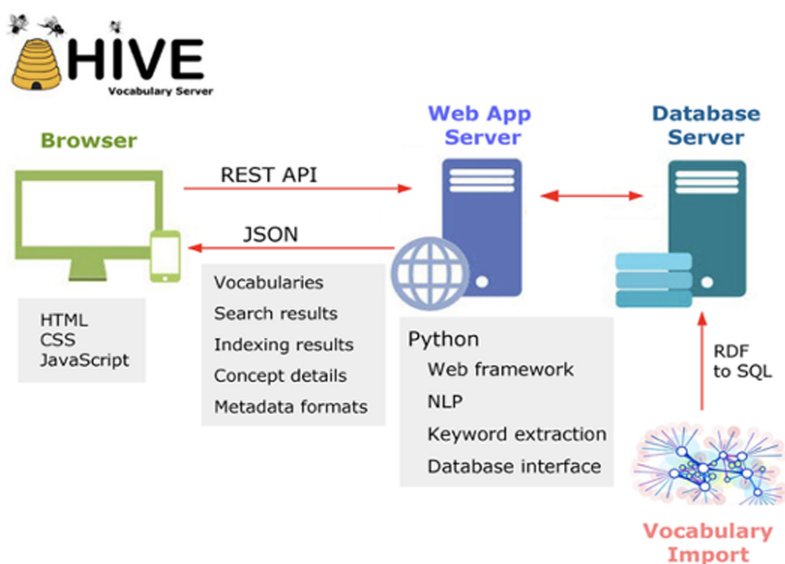 HIVE
Vocabulary Server
Browser
Web App
Server
Database
Server
REST API
JSON
HTML
CSS
JavaScript
Vocabularies
Search results
Indexing results
Concept details
Metadata formats
Python
Web framework
NLP
Keyword extraction
Database interface
RDF
to SQL
Vocabulary
Import